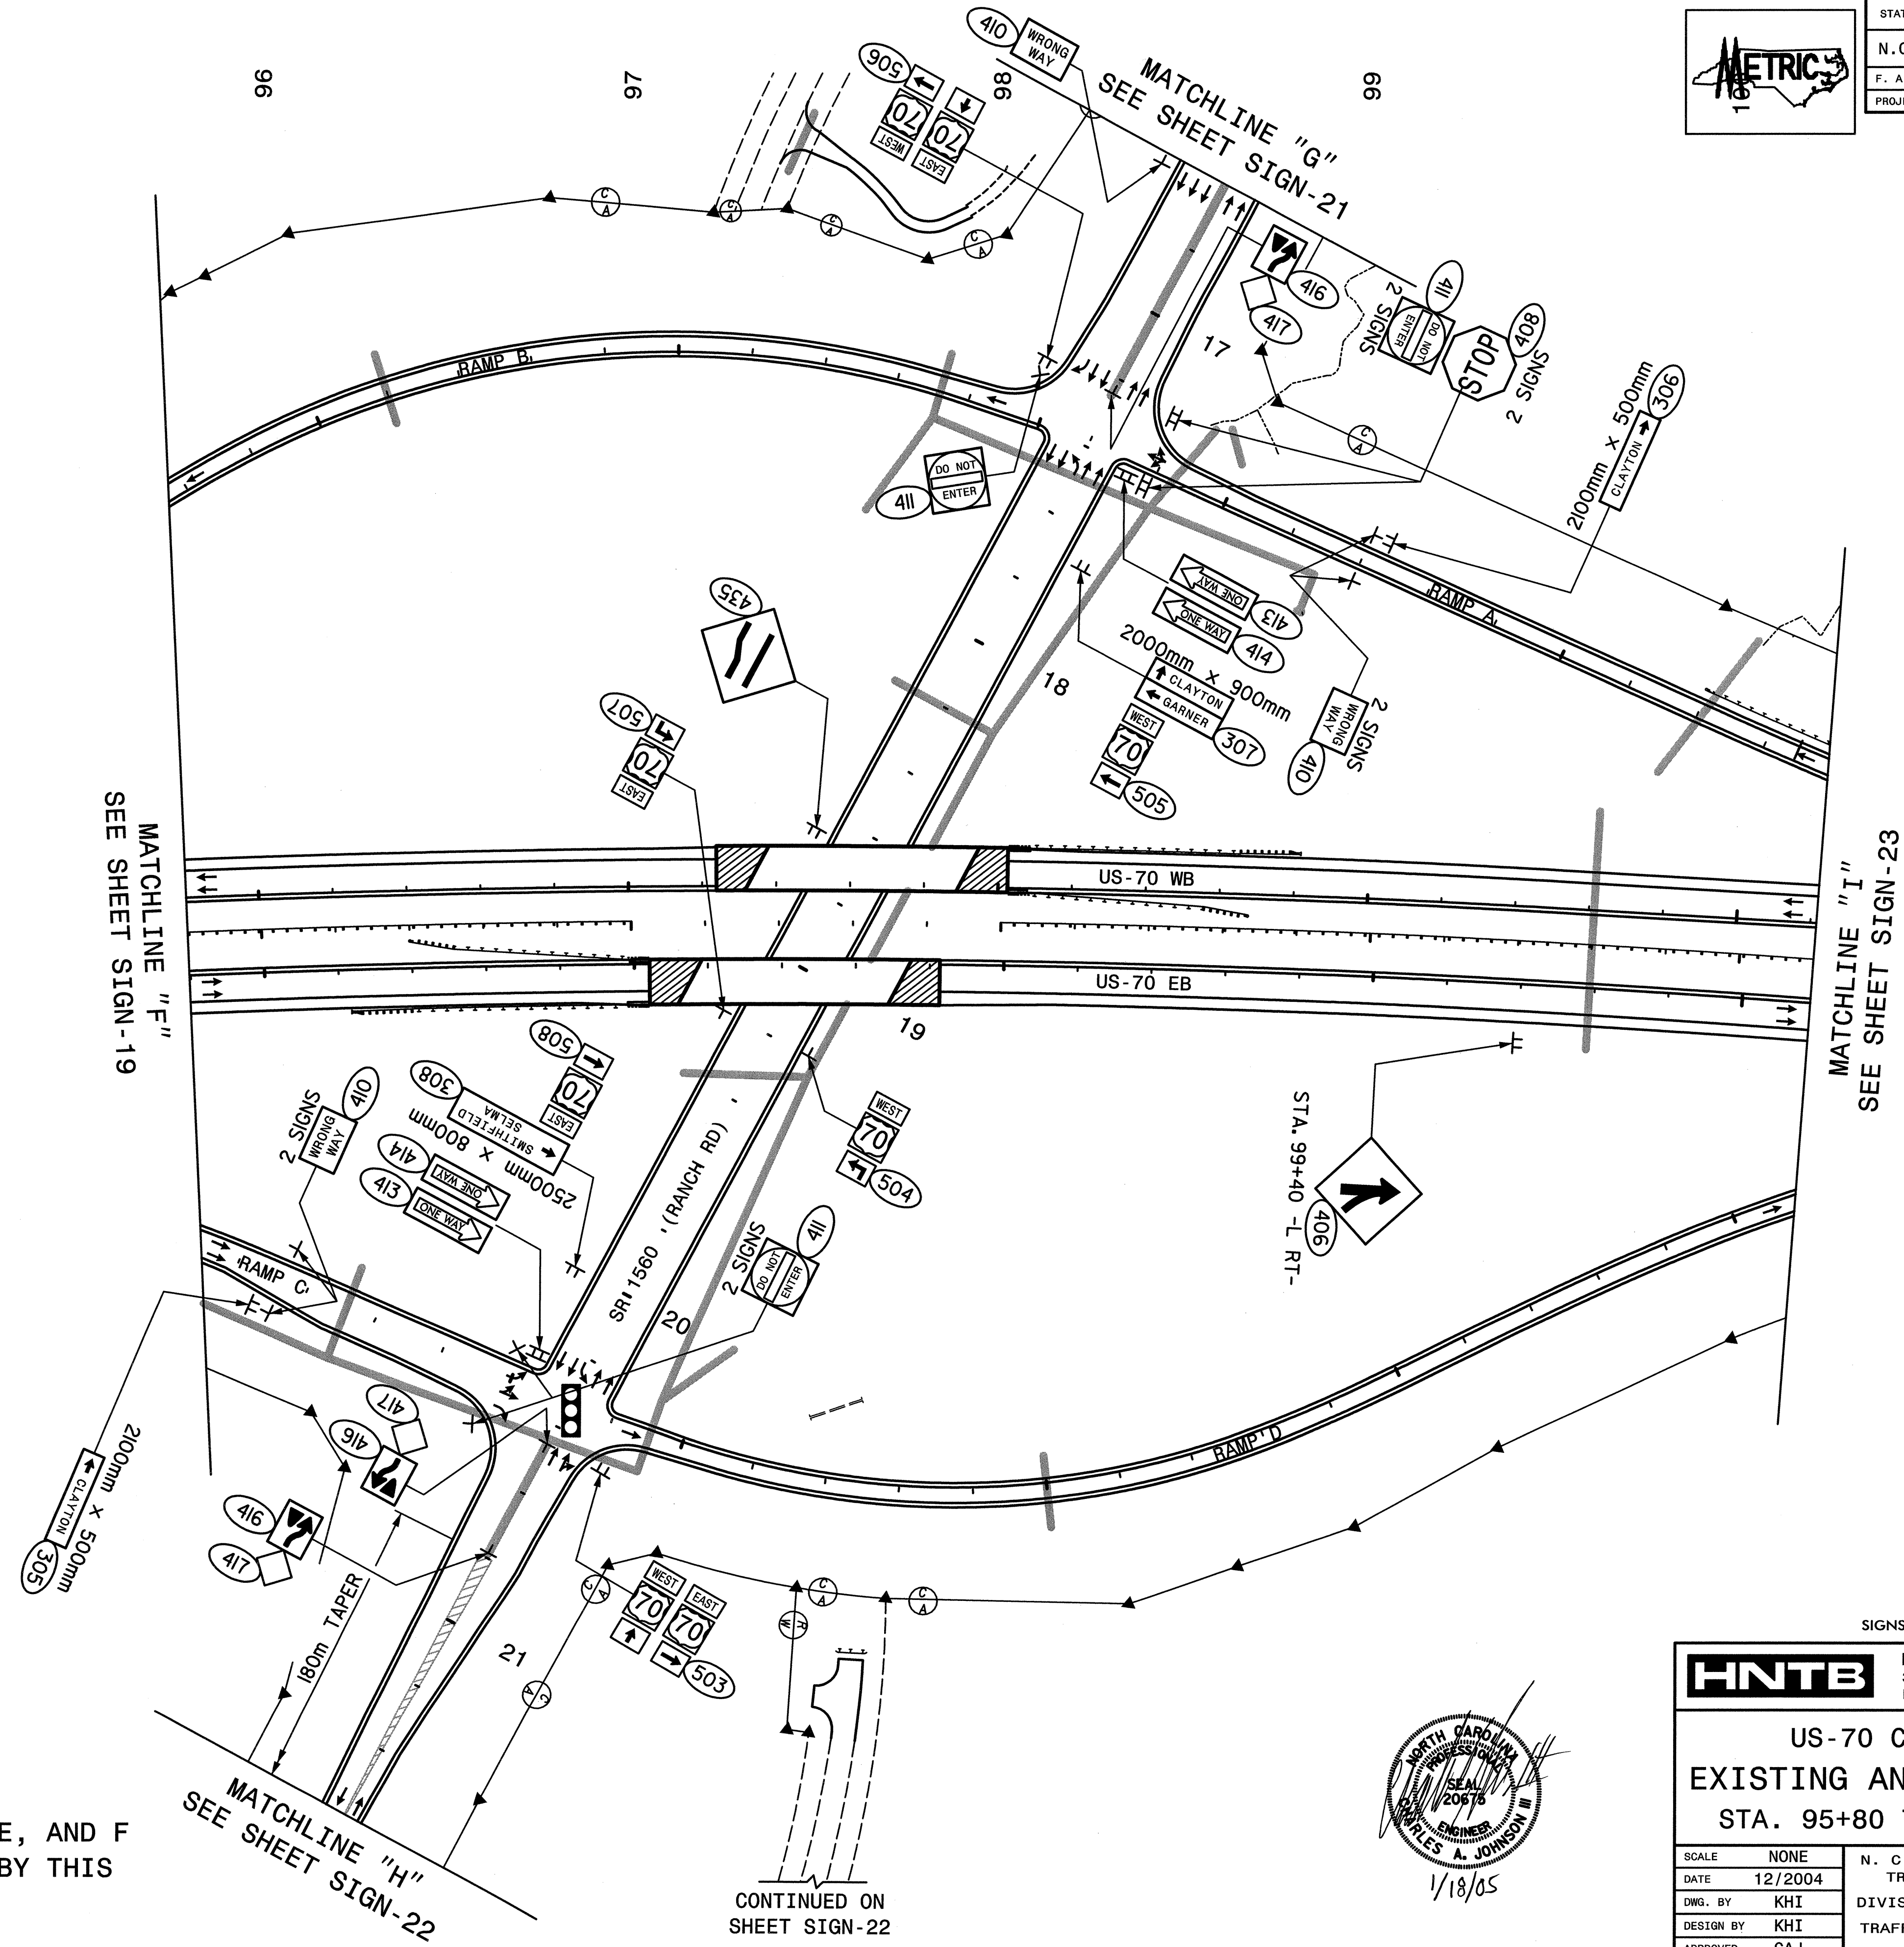 96
97
98
99
100
METRIC
STAT
N.C
F. A
PROJ
410
WRONG
WAY
MATCHLINE "G"
SEE SHEET SIGN-21
506
70
WEST
70
EAST
C
A
C
A
C
A
C
A
416
417
17
411
2 SIGNS
DO NOT
ENTER
408
STOP
2 SIGNS
306
CLAYTON
2100mm X 500mm
C
A
RAMP B
DO NOT
ENTER
411
RAMP A
ONE WAY
413
ONE WAY
414
2000mm X 900mm
CLAYTON
GARNER
307
WEST
70
505
2 SIGNS
WRONG
WAY
410
18
435
507
70
EAST
MATCHLINE "F"
SEE SHEET SIGN-19
US-70 WB
US-70 EB
MATCHLINE "I"
SEE SHEET SIGN-23
19
508
70
EAST
308
SMITHFIELD
SELMA
2500mm X 800mm
410
WRONG
WAY
2 SIGNS
414
ONE WAY
413
ONE WAY
WEST
70
504
SR 1560 (RANCH RD)
411
DO NOT
ENTER
2 SIGNS
STA. 99+40 -L RT-
406
20
RAMP C
RAMP D
417
416
416
417
2100mm X 500mm
CLAYTON
305
180m TAPER
WEST
70
EAST
70
503
C
A
C
A
C
A
C
A
R
W
21
MATCHLINE "H"
SEE SHEET SIGN-22
CONTINUED ON
SHEET SIGN-22
E, AND F
BY THIS
NORTH CAROLINA
PROFESSIONAL
SEAL
20675
ENGINEER
CHARLES A. JOHNSON III
1/18/05
SIGNS
HNTB
US-70 C
EXISTING AN
STA. 95+80
SCALE NONE
DATE 12/2004
DWG. BY KHI
DESIGN BY KHI
APPROVED CAJ
N. C
TR
DIVIS
TRAFF